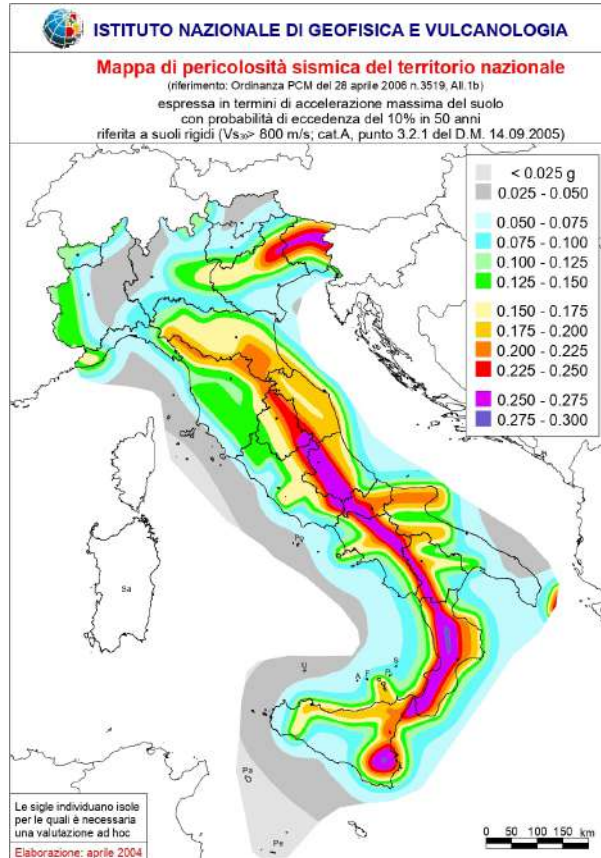 ISTITUTO NAZIONALE DI GEOFISICA E VULCANOLOGIA
Mappa di pericolosità sismica del territorio nazionale
(riferimento: Ordinanza PCM del 28 aprile 2006 n.3519, All.1b)
espressa in termini di accelerazione massima del suolo
con probabilità di eccedenza del 10% in 50 anni
riferita a suoli rigidi (Vs₃₀> 800 m/s; cat.A, punto 3.2.1 del D.M. 14.09.2005)
< 0.025 g
0.025 - 0.050
0.050 - 0.075
0.075 - 0.100
0.100 - 0.125
0.125 - 0.150
0.150 - 0.175
0.175 - 0.200
0.200 - 0.225
0.225 - 0.250
0.250 - 0.275
0.275 - 0.300
Po
Sa
S
U
A F P
Pa
Pe
Le sigle individuano isole
per le quali è necessaria
una valutazione ad hoc
Elaborazione: aprile 2004
0 50 100 150 km